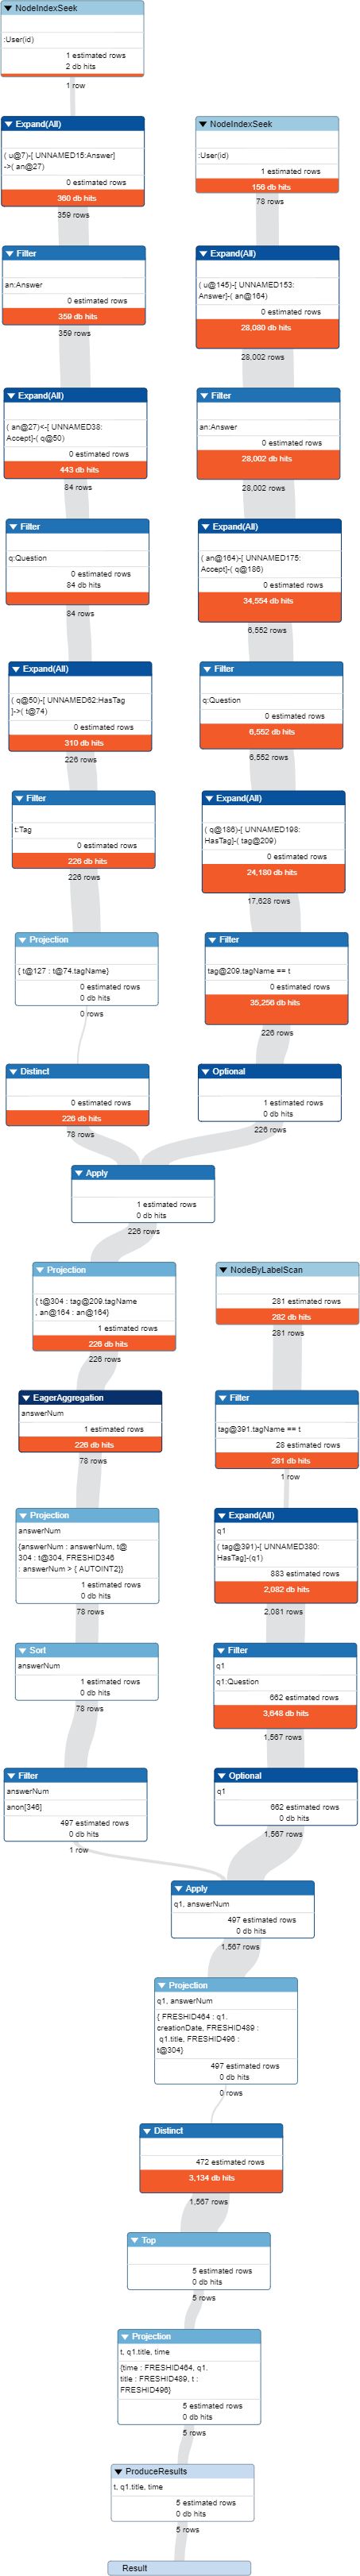 NodeIndexSeek
:User(id)
1 estimated rows
2 db hits
1 row
Expand(All)
( u@7)-[ UNNAMED15:Answer]
->( an@27)
0 estimated rows
360 db hits
359 rows
Filter
an:Answer
0 estimated rows
359 db hits
359 rows
Expand(All)
( an@27)<-[ UNNAMED38:
Accept]-( q@50)
0 estimated rows
443 db hits
84 rows
Filter
q:Question
0 estimated rows
84 db hits
84 rows
Expand(All)
( q@50)-[ UNNAMED62:HasTag
]->( t@74)
0 estimated rows
310 db hits
226 rows
Filter
t:Tag
0 estimated rows
226 db hits
226 rows
Projection
{ t@127 : t@74.tagName}
0 estimated rows
0 db hits
0 rows
Distinct
0 estimated rows
226 db hits
78 rows
NodeIndexSeek
:User(id)
1 estimated rows
156 db hits
78 rows
Expand(All)
( u@145)-[ UNNAMED153:
Answer]-( an@164)
0 estimated rows
28,080 db hits
28,002 rows
Filter
an:Answer
0 estimated rows
28,002 db hits
28,002 rows
Expand(All)
( an@164)-[ UNNAMED175:
Accept]-( q@186)
0 estimated rows
34,554 db hits
6,552 rows
Filter
q:Question
0 estimated rows
6,552 db hits
6,552 rows
Expand(All)
( q@186)-[ UNNAMED198:
HasTag]-( tag@209)
0 estimated rows
24,180 db hits
17,628 rows
Filter
tag@209.tagName == t
0 estimated rows
35,256 db hits
226 rows
Optional
1 estimated rows
0 db hits
226 rows
Apply
1 estimated rows
0 db hits
226 rows
Projection
{ t@304 : tag@209.tagName
, an@164 : an@164}
1 estimated rows
226 db hits
226 rows
EagerAggregation
answerNum
1 estimated rows
226 db hits
78 rows
Projection
answerNum
{answerNum : answerNum, t@
304 : t@304, FRESHID346
: answerNum > { AUTOINT2}}
1 estimated rows
0 db hits
78 rows
Sort
answerNum
1 estimated rows
0 db hits
78 rows
Filter
answerNum
anon[346]
497 estimated rows
0 db hits
1 row
NodeByLabelScan
281 estimated rows
282 db hits
281 rows
Filter
tag@391.tagName == t
28 estimated rows
281 db hits
1 row
Expand(All)
q1
( tag@391)-[ UNNAMED380:
HasTag]-(q1)
883 estimated rows
2,082 db hits
2,081 rows
Filter
q1
q1:Question
662 estimated rows
3,648 db hits
1,567 rows
Optional
q1
662 estimated rows
0 db hits
1,567 rows
Apply
q1, answerNum
497 estimated rows
0 db hits
1,567 rows
Projection
q1, answerNum
{ FRESHID464 : q1.
creationDate, FRESHID489 :
q1.title, FRESHID496 :
t@304}
497 estimated rows
0 db hits
0 rows
Distinct
472 estimated rows
3,134 db hits
1,567 rows
Top
5 estimated rows
0 db hits
5 rows
Projection
t, q1.title, time
{time : FRESHID464, q1.
title : FRESHID489, t :
FRESHID496}
5 estimated rows
0 db hits
5 rows
ProduceResults
t, q1.title, time
5 estimated rows
0 db hits
5 rows
Result